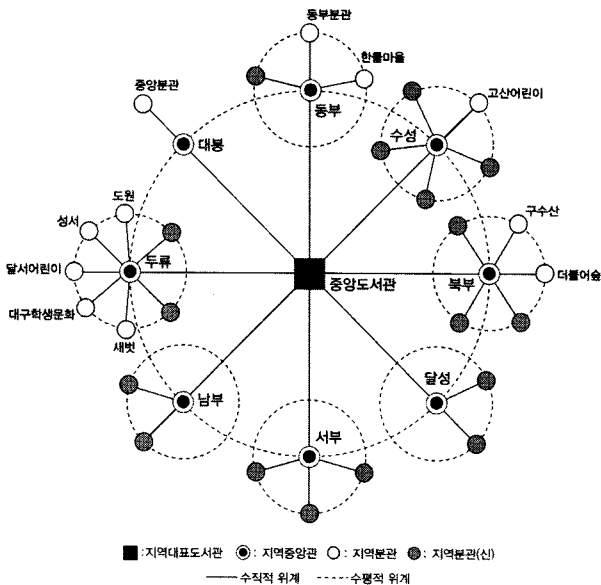 동부분관
한들마을
중앙분관
고산어린이
동부
수성
대봉
도원
성서
구수산
두류
달서어린이
중앙도서관
북부
더불어숲
대구학생문화
새벗
달성
남부
서부
■ : 지역대표도서관 ◉ : 지역중앙관 ○ : 지역분관 ● : 지역분관(신)
수직적 위계 수평적 위계